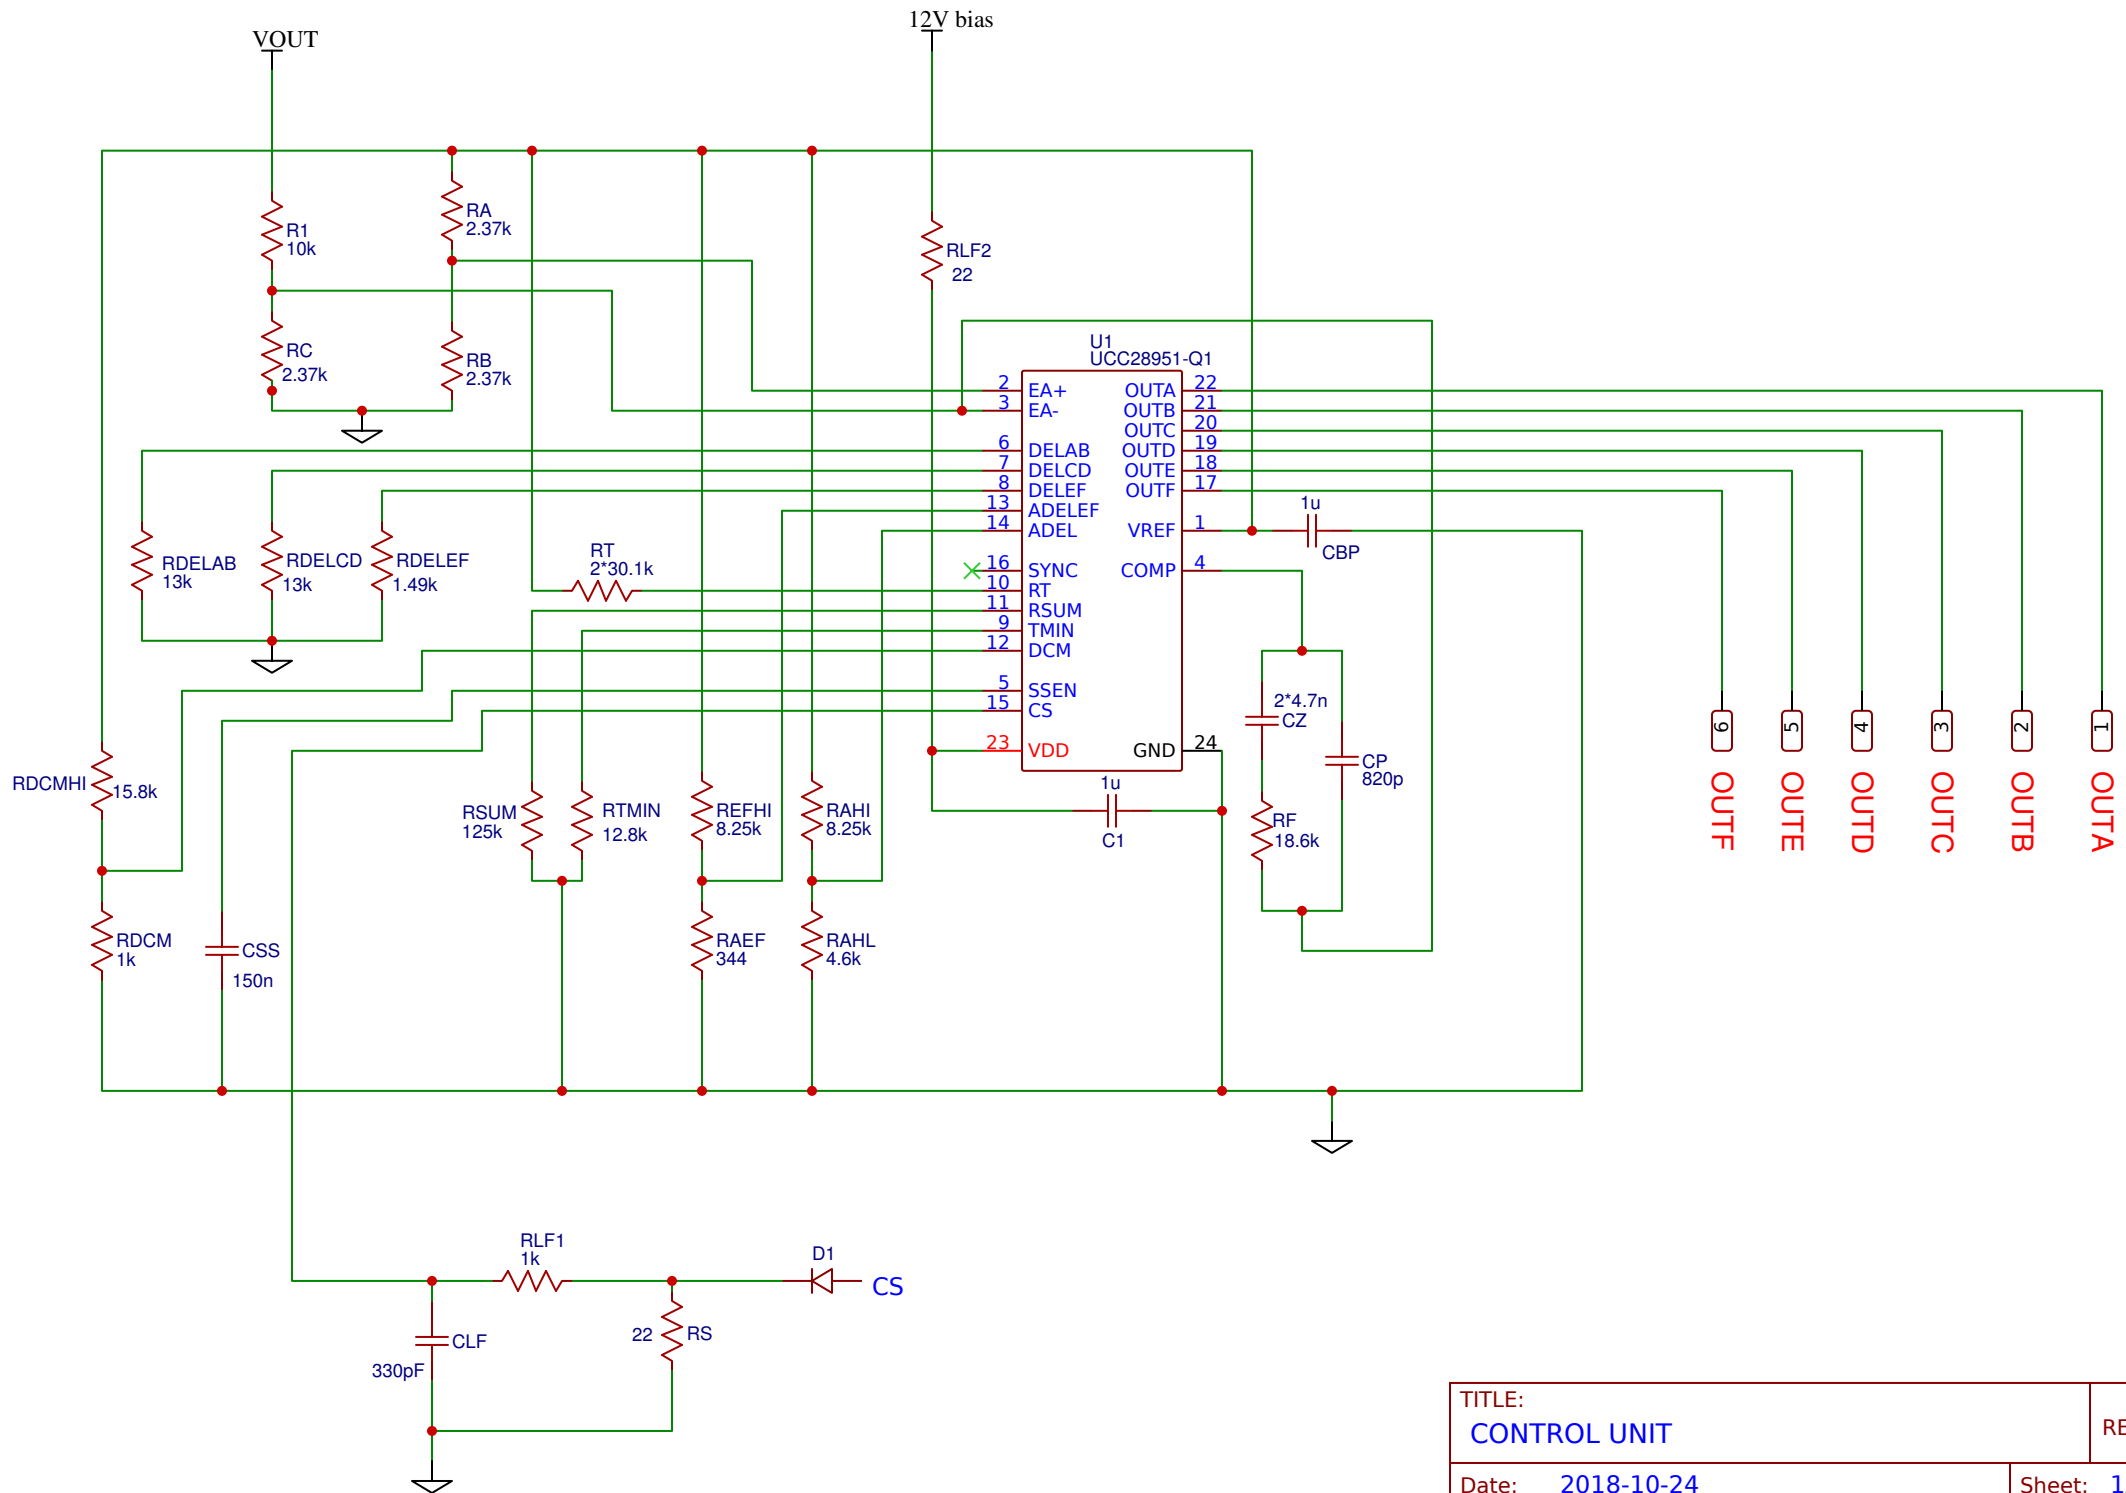 12V bias
VOUT
RA
2.37k
R1
10k
RLF2
22
U1
UCC28951-Q1
RC
2.37k
RB
2.37k
2 EA+ OUTA 22
3 EA- OUTB 21
OUTC 20
6 DELAB OUTD 19
7 DELCD OUTE 18
8 DELEF OUTF 17
13 ADELEF
14 ADEL VREF 1
16 SYNC COMP 4
10 RT
11 RSUM
9 TMIN
12 DCM
5 SSEN
15 CS
23 VDD GND 24
1u
CBP
RDELAB
13k
RDELCD
13k
RDELEF
1.49k
RT
2*30.1k
2*4.7n
CZ
CP
820p
RF
18.6k
1u
C1
6 5 4 3 2 1
OUTF OUTE OUTD OUTC OUTB OUTA
RDCMHI
15.8k
RSUM
125k
RTMIN
12.8k
REFHI
8.25k
RAHI
8.25k
RDCM
1k
CSS
150n
RAEF
344
RAHL
4.6k
RLF1
1k
D1
CS
CLF
330pF
22 RS
TITLE:
CONTROL UNIT
RE
Date: 2018-10-24
Sheet: 1